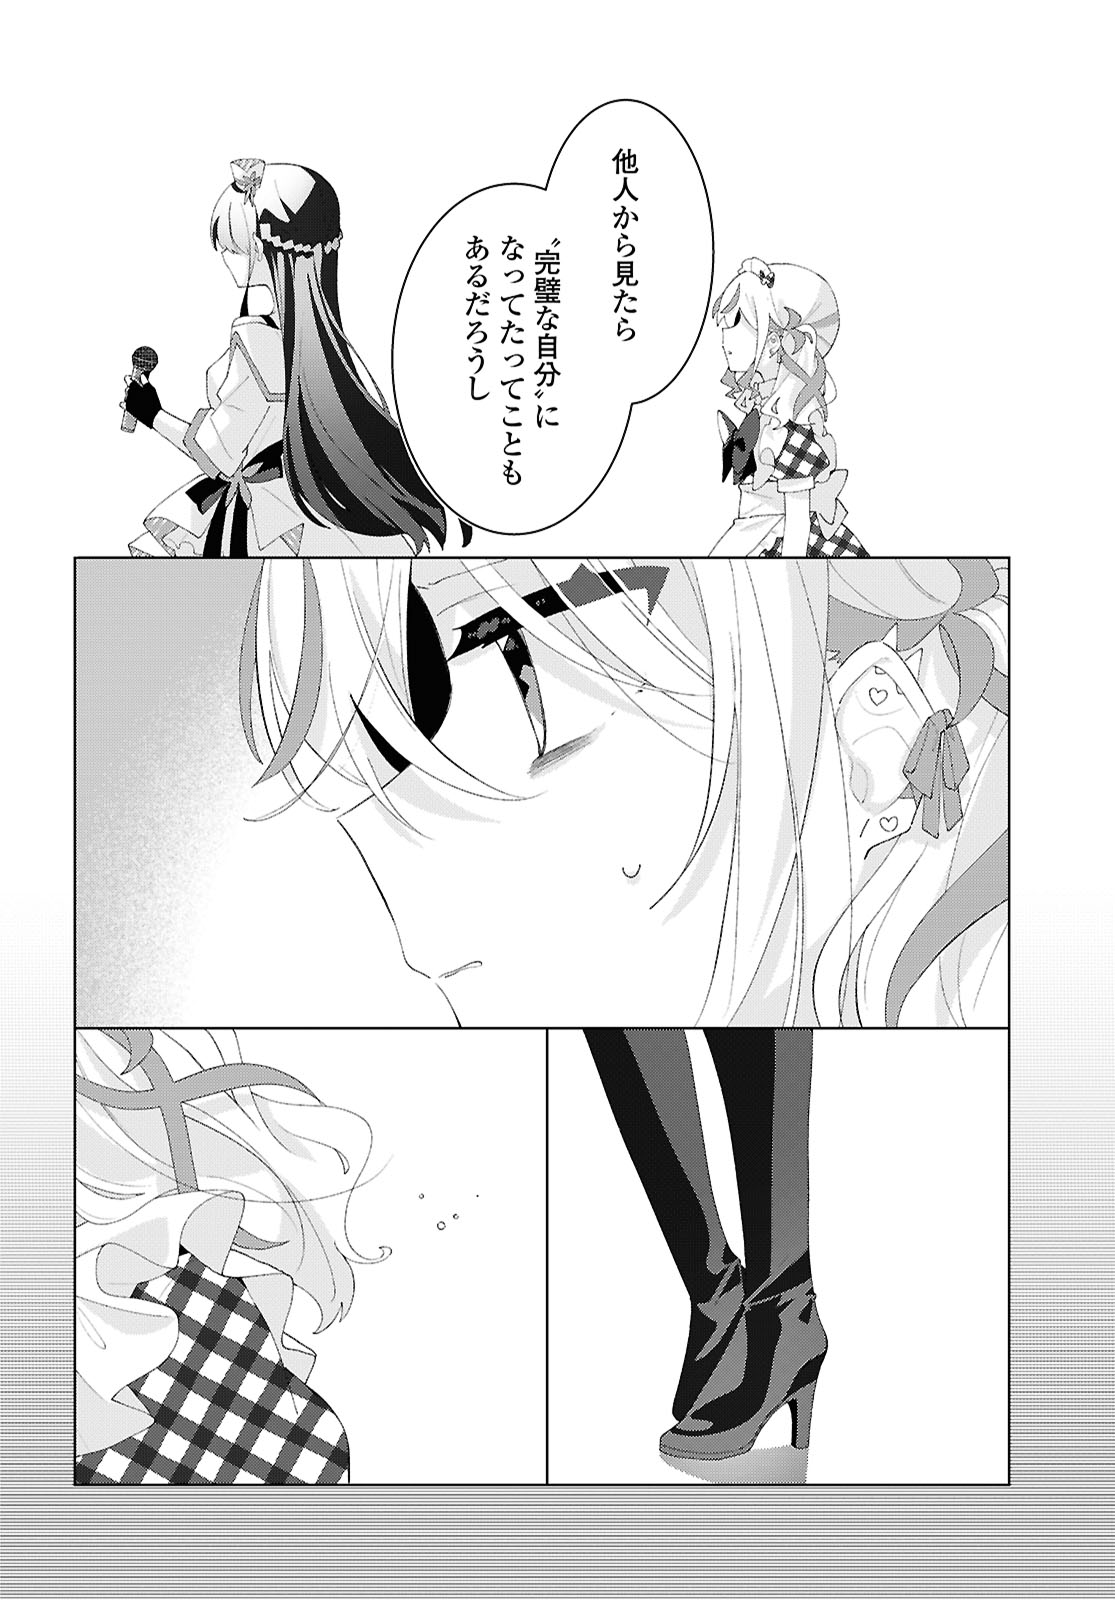 他人から見たら
〝完璧な自分〟に
なってたってことも
あるだろうし